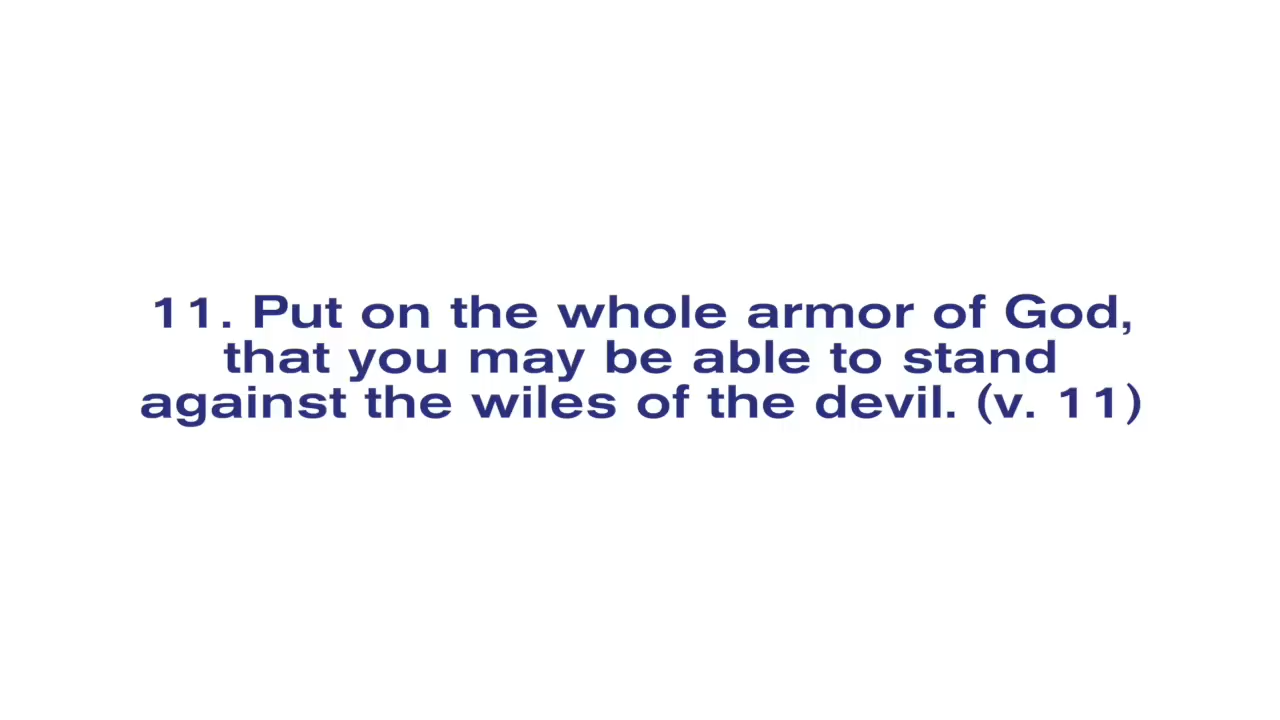 11. Put on the whole armor of God,
that you may be able to stand
against the wiles of the devil. (v. 11)